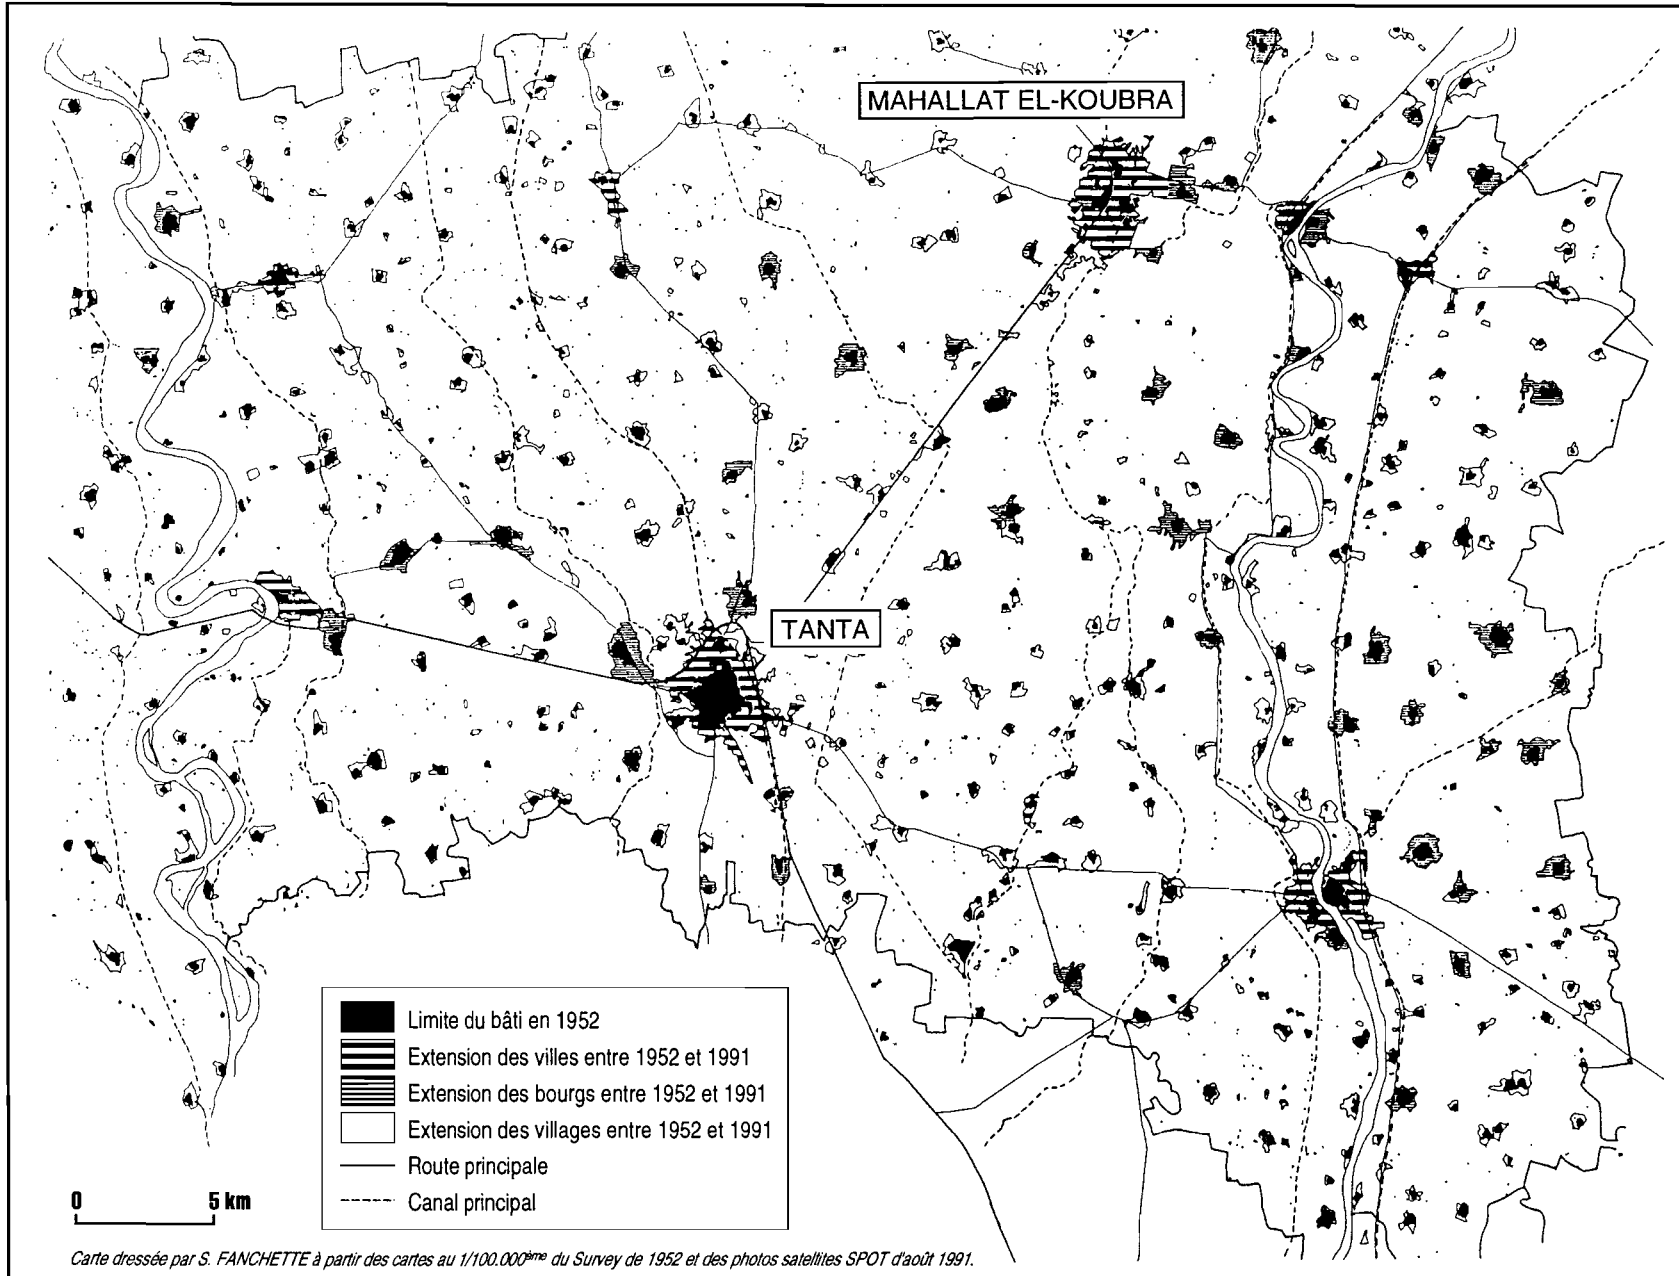 MAHALLAT EL-KOUBRA
TANTA
Limite du bâti en 1952
Extension des villes entre 1952 et 1991
Extension des bourgs entre 1952 et 1991
Extension des villages entre 1952 et 1991
Route principale
Canal principal
0 5 km
Carte dressée par S. FANCHETTE à partir des cartes au 1/100.000ème du Survey de 1952 et des photos satellites SPOT d'août 1991.